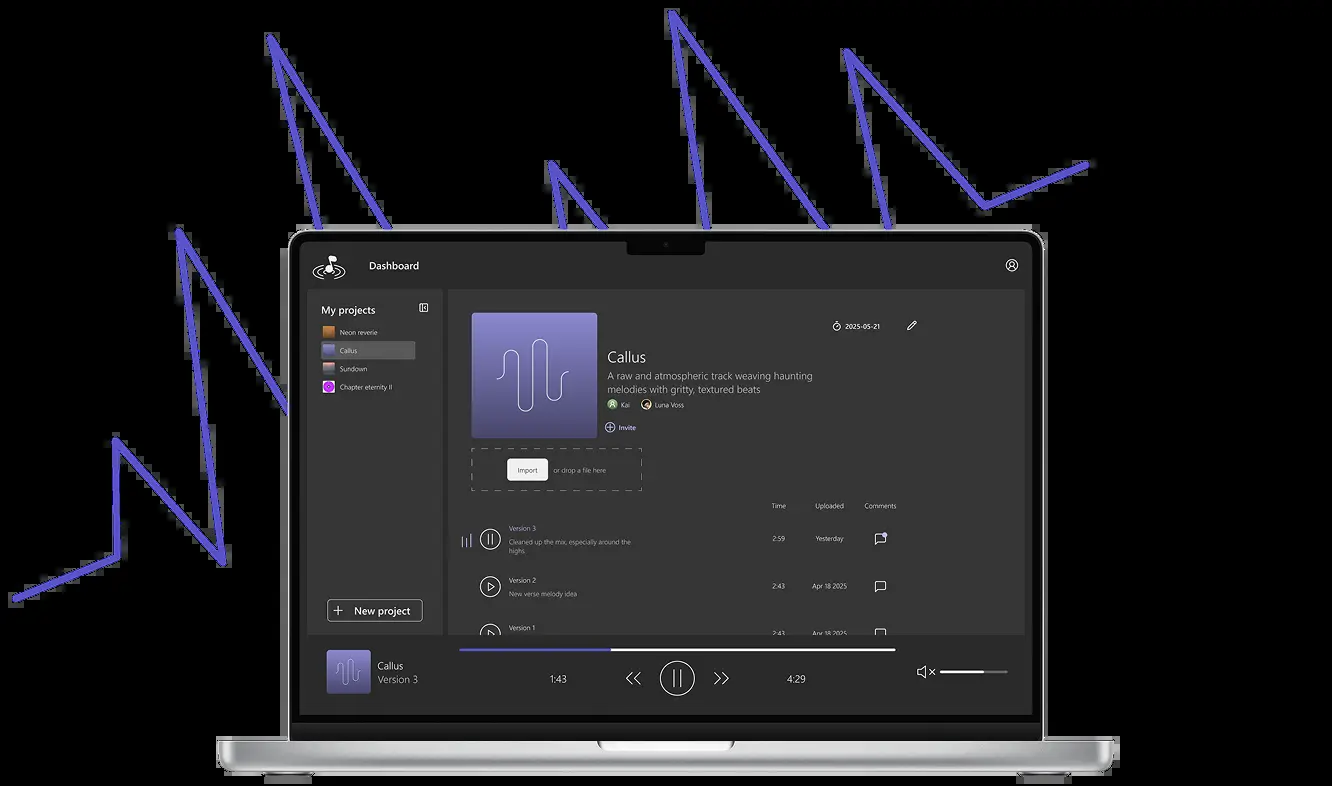 Dashboard
My projects
Neon reverie
Callus
Sundown
Chapter eternity II
New project
2025-05-21
Callus
A raw and atmospheric track weaving haunting
melodies with gritty, textured beats
Kai
Luna Voss
Invite
Import
or drop a file here
Time
Uploaded
Comments
Version 3
Cleaned up the mix, especially around the
highs
2:59
Yesterday
Version 2
New verse melody idea
2:43
Apr 18 2025
Version 1
2:43
Apr 18 2025
Callus
Version 3
1:43
4:29